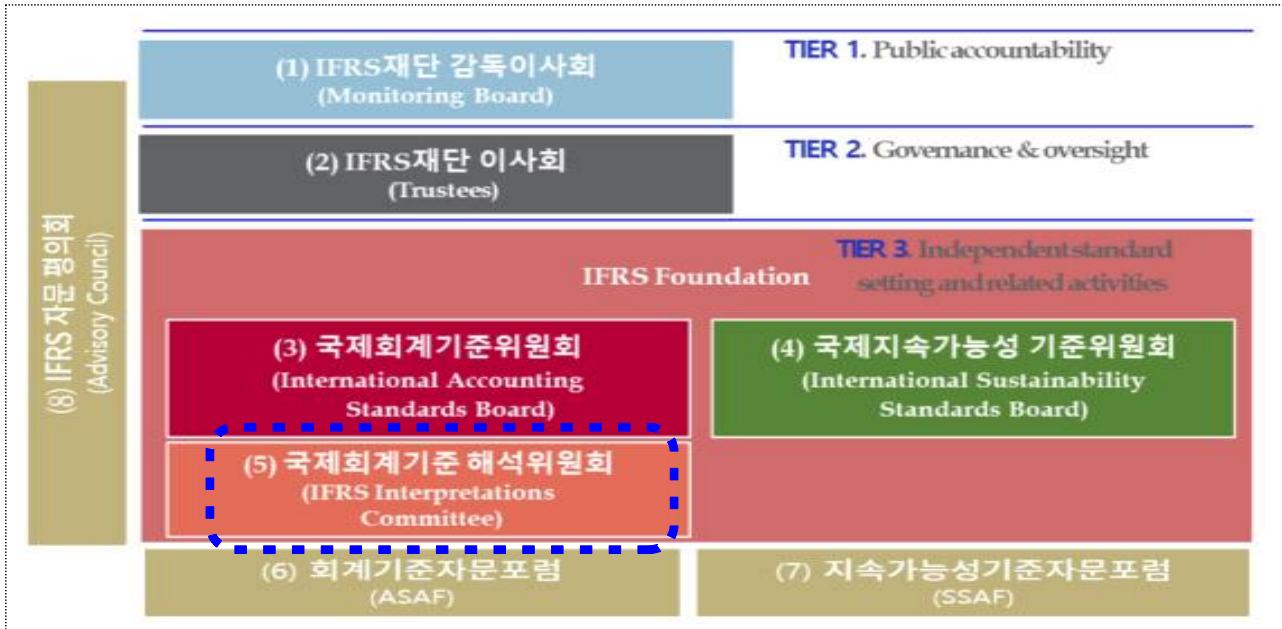 (1) IFRS재단 감독이사회
(Monitoring Board)
TIER 1. Public accountability
(2) IFRS재단 이사회
(Trustees)
TIER 2. Governance & oversight
(8) IFRS 자문 평의회
(Advisory Council)
TIER 3. Independent standard
setting and related activities
IFRS Foundation
(3) 국제회계기준위원회
(International Accounting
Standards Board)
(4) 국제지속가능성 기준위원회
(International Sustainability
Standards Board)
(5) 국제회계기준 해석위원회
(IFRS Interpretations
Committee)
(6) 회계기준자문포럼
(ASAF)
(7) 지속가능성기준자문포럼
(SSAF)